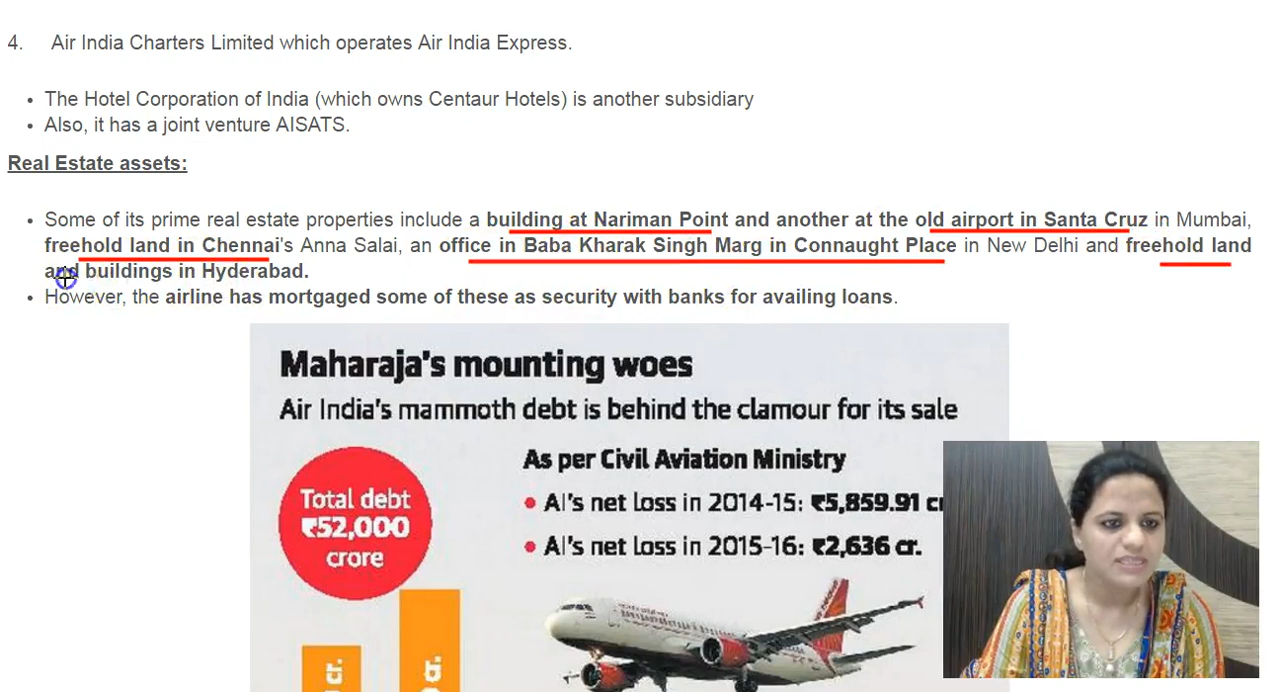 4. Air India Charters Limited which operates Air India Express.
• The Hotel Corporation of India (which owns Centaur Hotels) is another subsidiary
• Also, it has a joint venture AISATS.
Real Estate assets:
• Some of its prime real estate properties include a building at Nariman Point and another at the old airport in Santa Cruz in Mumbai,
freehold land in Chennai's Anna Salai, an office in Baba Kharak Singh Marg in Connaught Place in New Delhi and freehold land
and buildings in Hyderabad.
• However, the airline has mortgaged some of these as security with banks for availing loans.
Maharaja's mounting woes
Air India's mammoth debt is behind the clamour for its sale
Total debt
₹52,000
crore
As per Civil Aviation Ministry
• AI's net loss in 2014-15: ₹5,859.91
• AI's net loss in 2015-16: ₹2,636 cr.